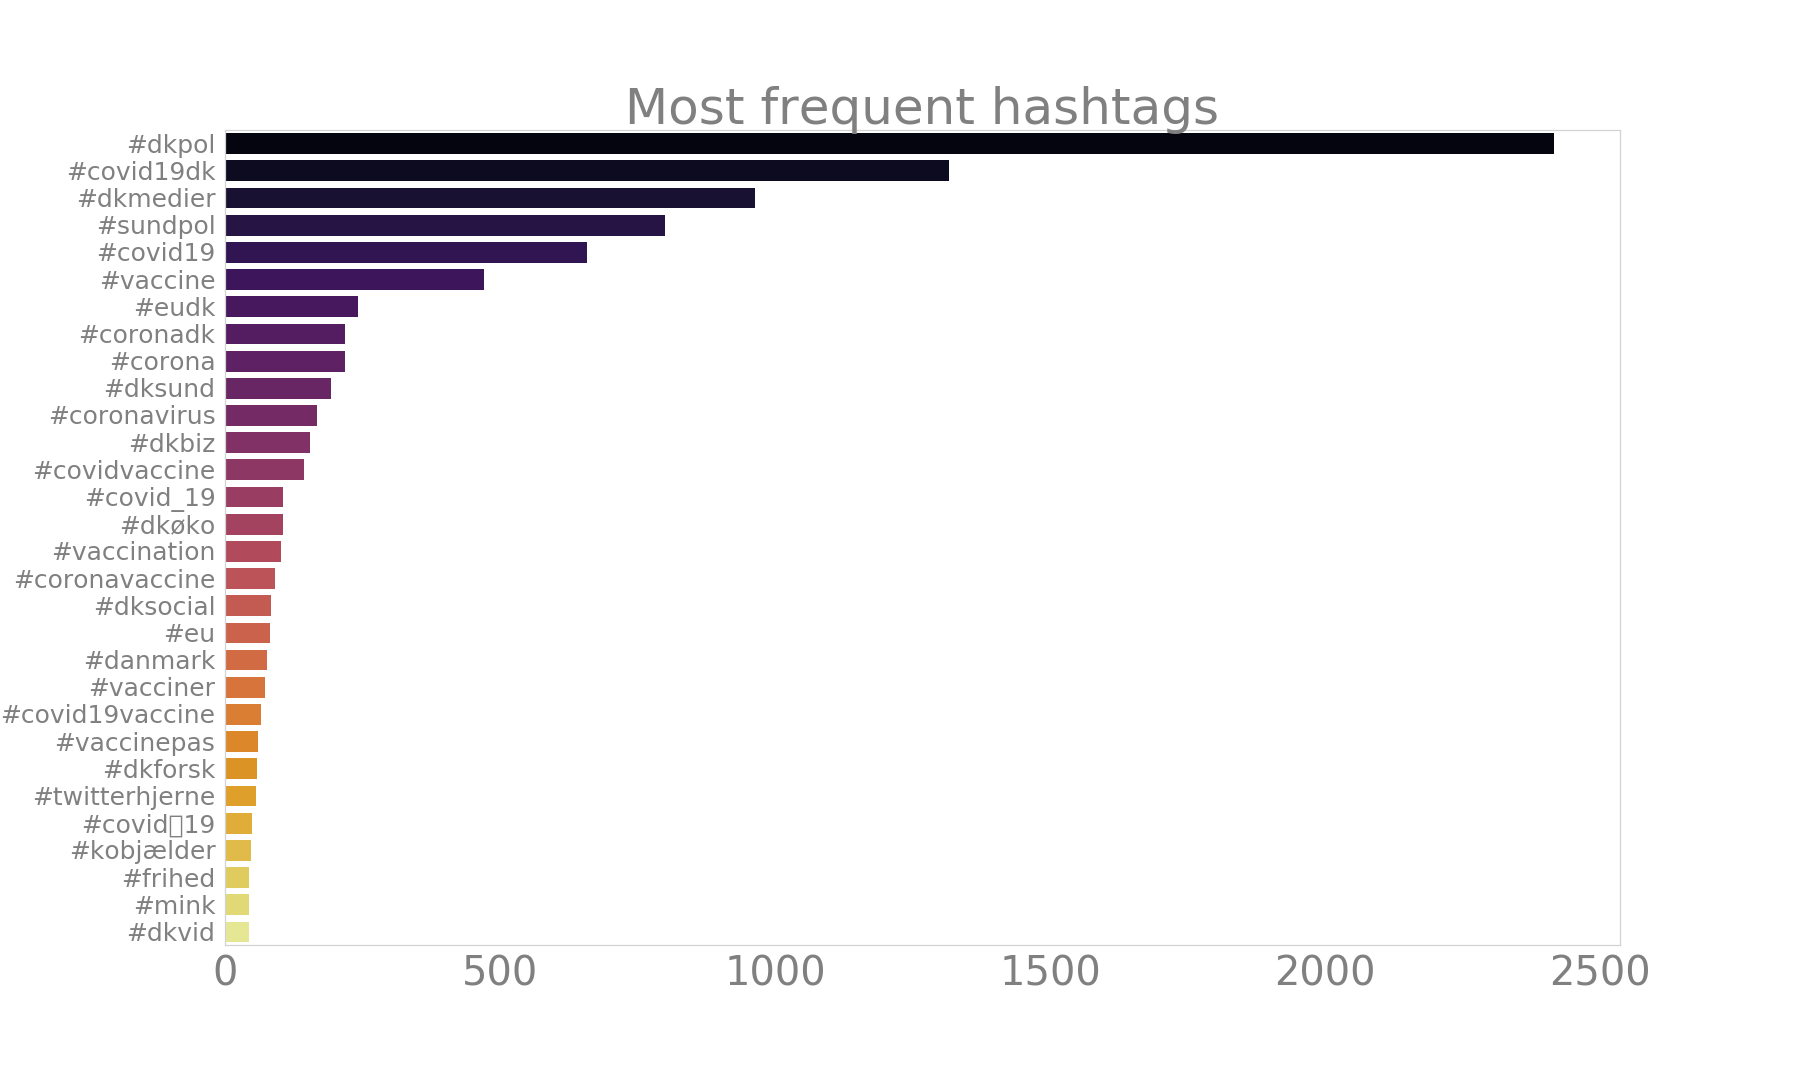 Most frequent hashtags
#dkpol
#covid19dk
#dkmedier
#sundpol
#covid19
#vaccine
#eudk
#coronadk
#corona
#dksund
#coronavirus
#dkbiz
#covidvaccine
#covid_19
#dkøko
#vaccination
#coronavaccine
#dksocial
#eu
#danmark
#vacciner
#covid19vaccine
#vaccinepas
#dkforsk
#twitterhjerne
#covid▯19
#kobjælder
#frihed
#mink
#dkvid
0 500 1000 1500 2000 2500